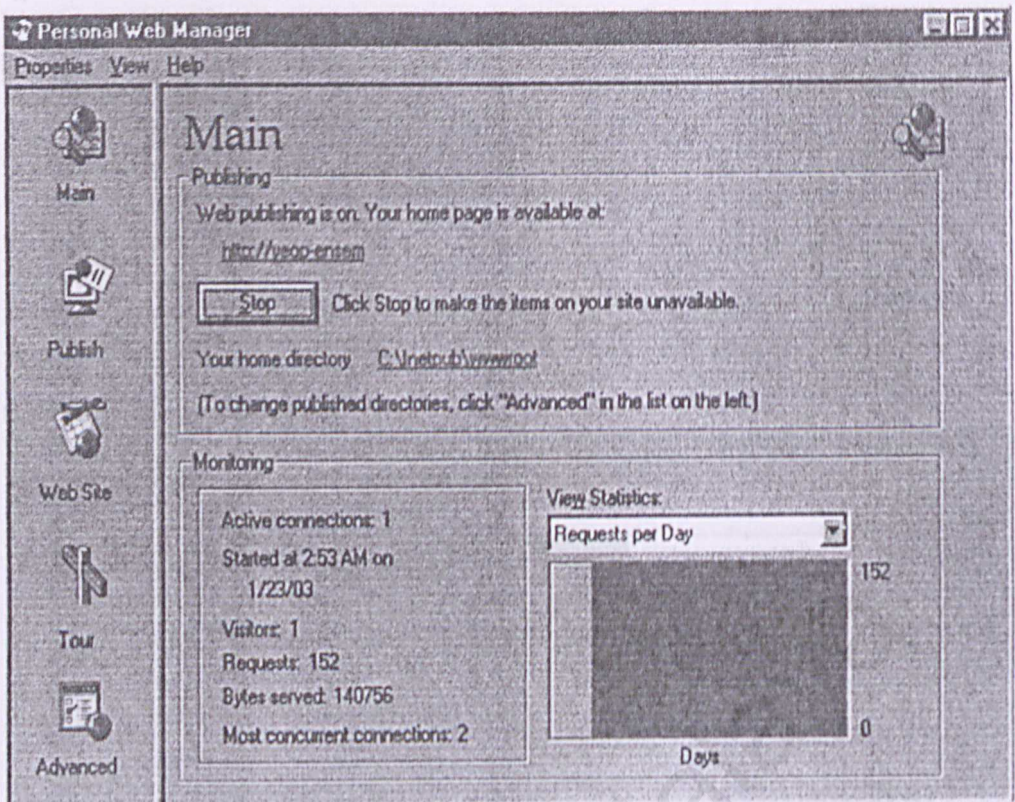 Personal Web Manager
Properties View Help
Main
Publish
Web Site
Tour
Advanced
Main
Publishing
Web publishing is on. Your home page is available at:
http://
Stop
Click Stop to make the items on your site unavailable.
Your home directory C:\Inetpub\wwwroot
(To change published directories, click "Advanced" in the list on the left.)
Monitoring
Active connections: 1
Started at 2:53 AM on
1/23/03
Visitors: 1
Requests: 152
Bytes served: 140756
Most concurrent connections: 2
View Statistics:
Requests per Day
152
0
Days